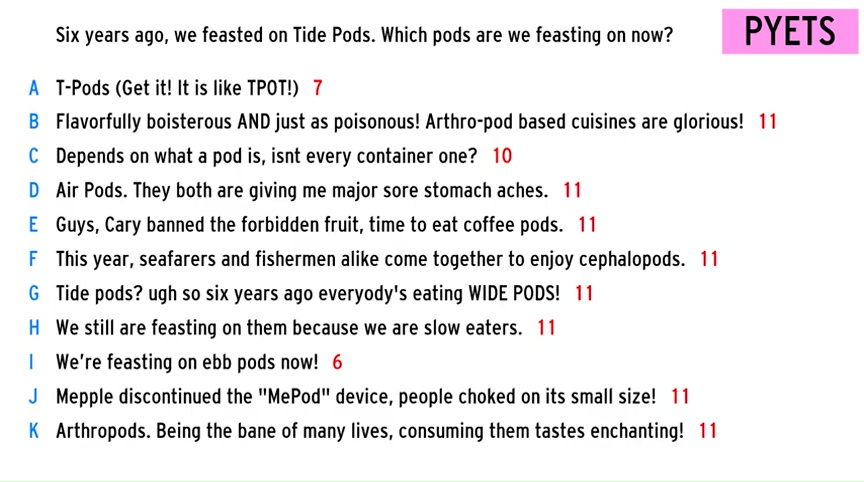 Six years ago, we feasted on Tide Pods. Which pods are we feasting on now?
PYETS
A T-Pods (Get it! It is like TPOT!) 7
B Flavorfully boisterous AND just as poisonous! Arthro-pod based cuisines are glorious! 11
C Depends on what a pod is, isnt every container one? 10
D Air Pods. They both are giving me major sore stomach aches. 11
E Guys, Cary banned the forbidden fruit, time to eat coffee pods. 11
F This year, seafarers and fishermen alike come together to enjoy cephalopods. 11
G Tide pods? ugh so six years ago everyody's eating WIDE PODS! 11
H We still are feasting on them because we are slow eaters. 11
I We're feasting on ebb pods now! 6
J Mepple discontinued the "MePod" device, people choked on its small size! 11
K Arthropods. Being the bane of many lives, consuming them tastes enchanting! 11